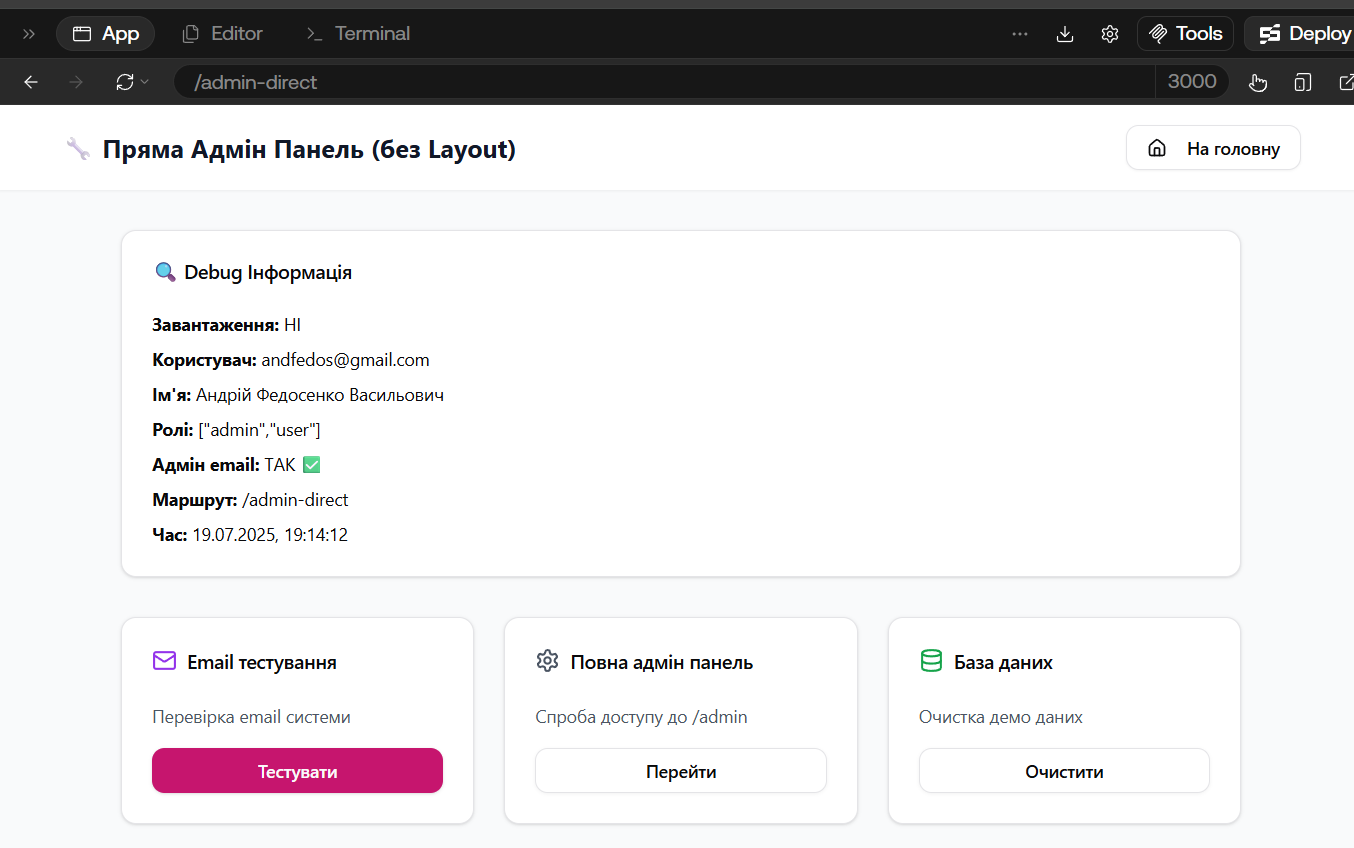 App Editor Terminal Tools Deploy
/admin-direct 3000
Пряма Адмін Панель (без Layout) На головну
Debug Інформація
Завантаження: НІ
Користувач: andfedos@gmail.com
Ім'я: Андрій Федосенко Васильович
Ролі: ["admin","user"]
Адмін email: ТАК ✅
Маршрут: /admin-direct
Час: 19.07.2025, 19:14:12
Email тестування
Перевірка email системи
Тестувати
Повна адмін панель
Спроба доступу до /admin
Перейти
База даних
Очистка демо даних
Очистити